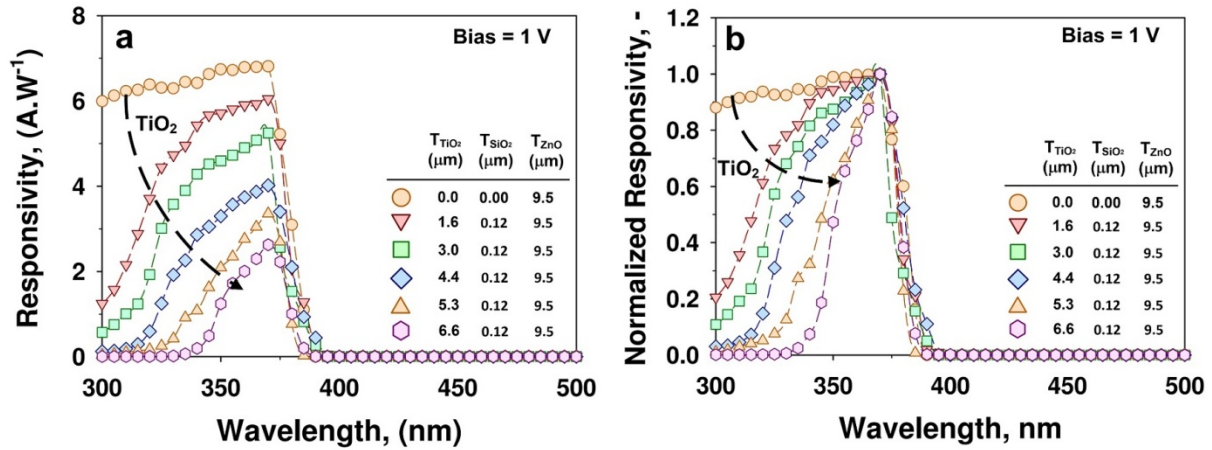 a
Bias = 1 V
Responsivity, (A.W⁻¹)
8
6
4
2
0
TiO₂
T_TiO₂ T_SiO₂ T_ZnO
(μm) (μm) (μm)
0.0 0.00 9.5
1.6 0.12 9.5
3.0 0.12 9.5
4.4 0.12 9.5
5.3 0.12 9.5
6.6 0.12 9.5
300 350 400 450 500
Wavelength, (nm)
b
Bias = 1 V
Normalized Responsivity, -
1.2
1.0
0.8
0.6
0.4
0.2
0.0
TiO₂
T_TiO₂ T_SiO₂ T_ZnO
(μm) (μm) (μm)
0.0 0.00 9.5
1.6 0.12 9.5
3.0 0.12 9.5
4.4 0.12 9.5
5.3 0.12 9.5
6.6 0.12 9.5
300 350 400 450 500
Wavelength, nm